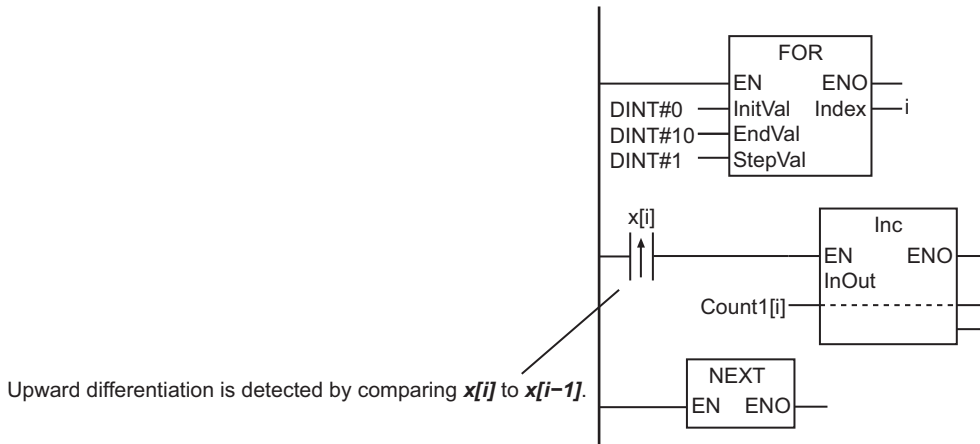 FOR
EN ENO
DINT#0 InitVal Index i
DINT#10 EndVal
DINT#1 StepVal
x[i]
Inc
EN ENO
InOut
Count1[i]
Upward differentiation is detected by comparing x[i] to x[i−1].
NEXT
EN ENO